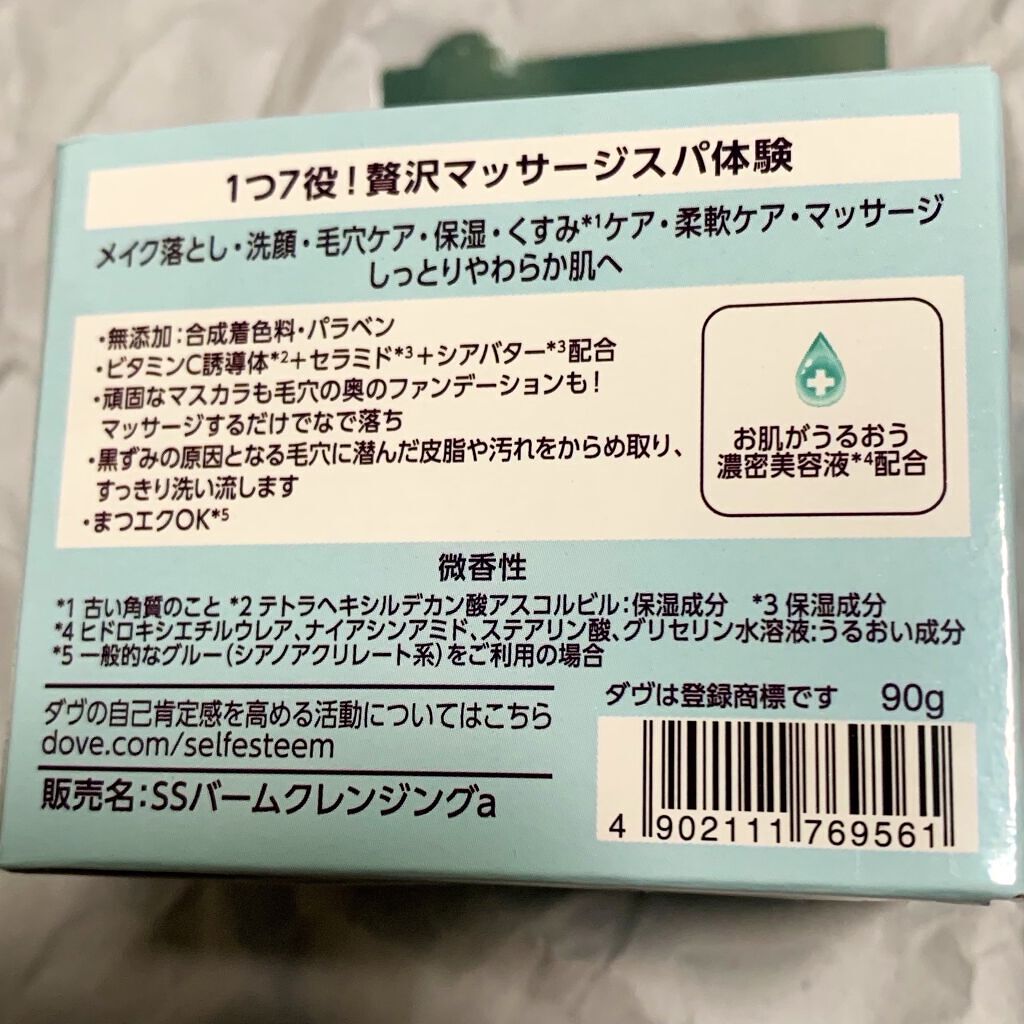 1つ7役！贅沢マッサージスパ体験
メイク落とし・洗顔・毛穴ケア・保湿・くすみ*1ケア・柔軟ケア・マッサージ
しっとりやわらか肌へ
・無添加：合成着色料・パラベン
・ビタミンC誘導体*2＋セラミド*3＋シアバター*3配合
・頑固なマスカラも毛穴の奥のファンデーションも！
マッサージするだけでなで落ち
・黒ずみの原因となる毛穴に潜んだ皮脂や汚れをからめ取り、
すっきり洗い流します
・まつエクOK*5
お肌がうるおう
濃密美容液*4配合
微香性
*1 古い角質のこと *2 テトラヘキシルデカン酸アスコルビル：保湿成分 *3 保湿成分
*4 ヒドロキシエチルウレア、ナイアシンアミド、ステアリン酸、グリセリン水溶液：うるおい成分
*5 一般的なグルー（シアノアクリレート系）をご利用の場合
ダヴの自己肯定感を高める活動についてはこちら
dove.com/selfesteem
販売名：SSバームクレンジングa
ダヴは登録商標です 90g
4 902111 769561